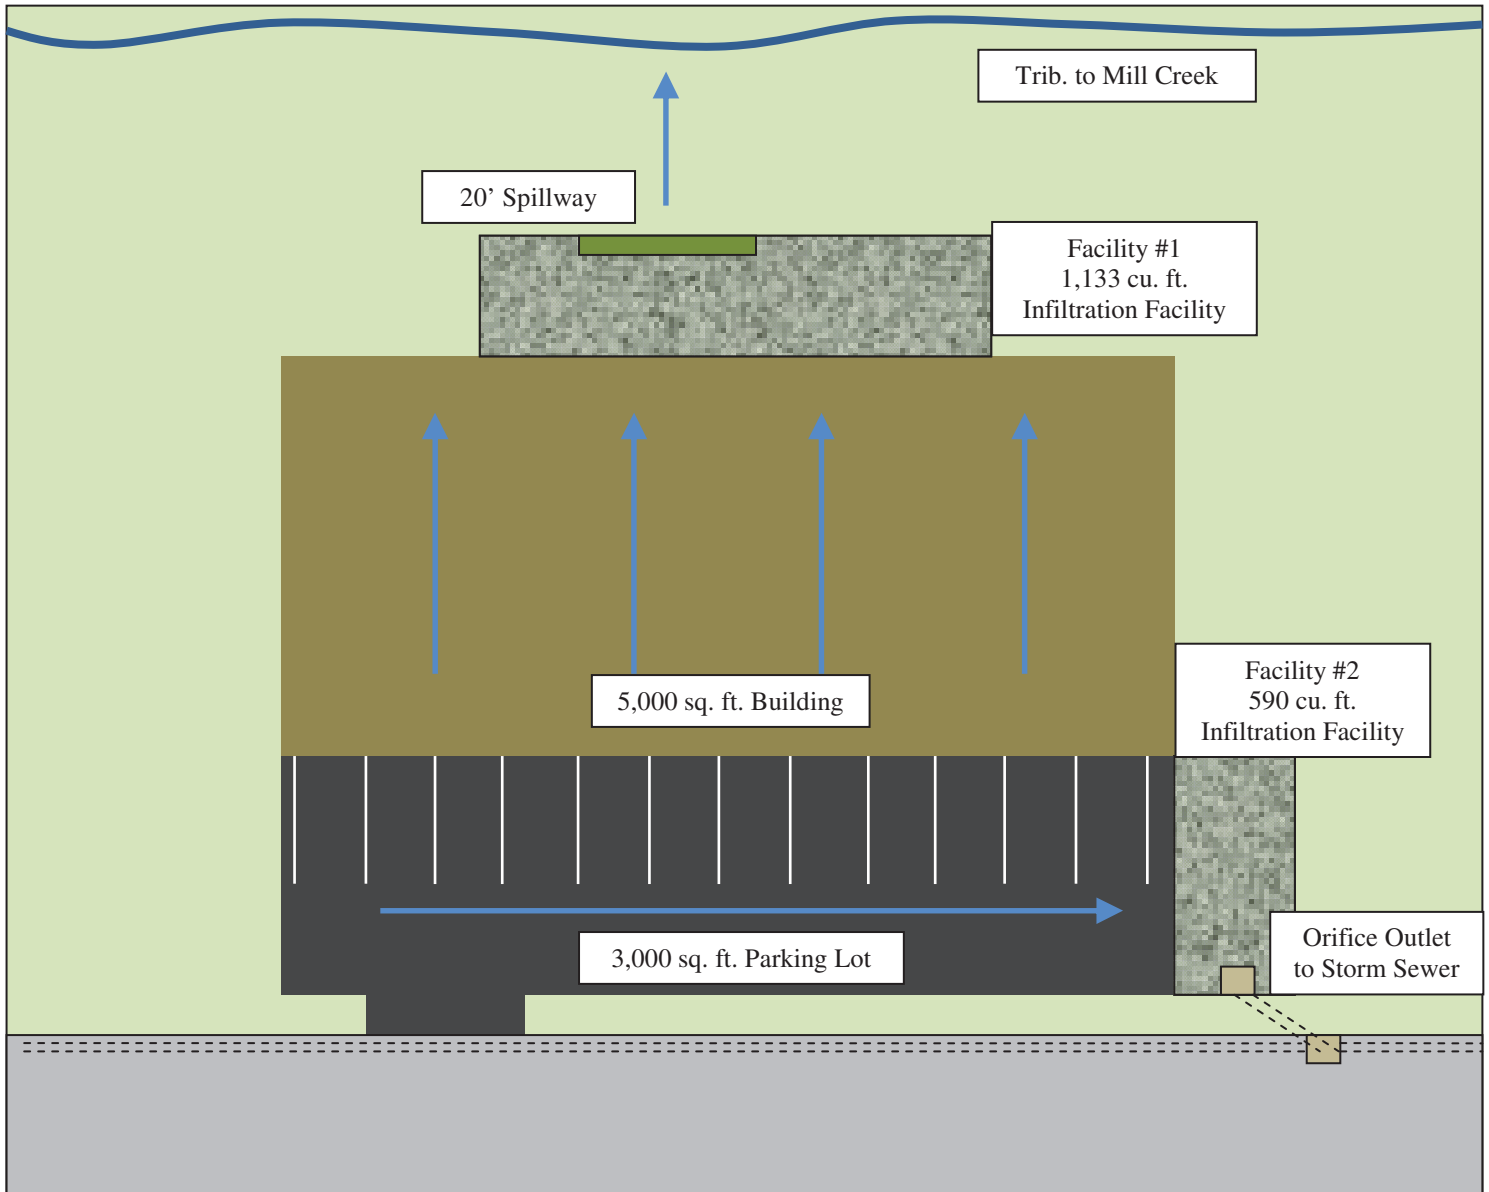 Trib. to Mill Creek
20’ Spillway
Facility #1
1,133 cu. ft.
Infiltration Facility
Facility #2
590 cu. ft.
Infiltration Facility
5,000 sq. ft. Building
Orifice Outlet
to Storm Sewer
3,000 sq. ft. Parking Lot